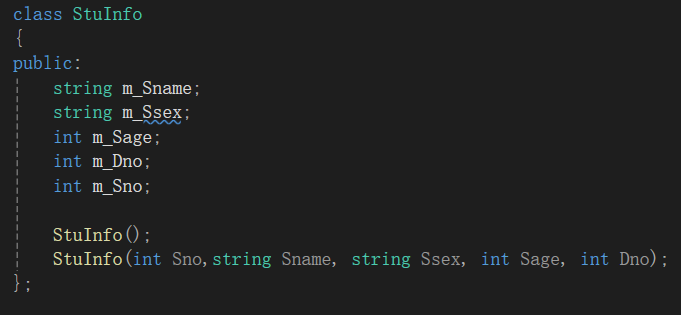 class StuInfo
{
public:
string m_Sname;
string m_Ssex;
int m_Sage;
int m_Dno;
int m_Sno;
StuInfo();
StuInfo(int Sno,string Sname, string Ssex, int Sage, int Dno);
};